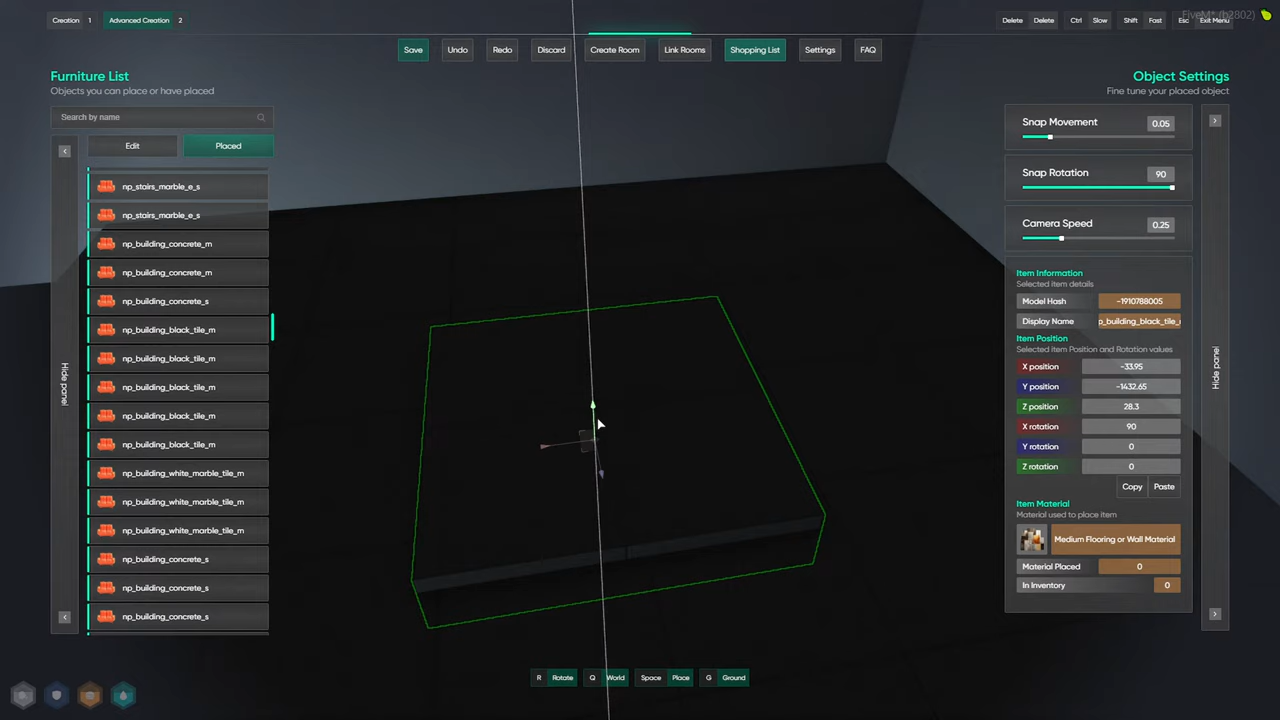 Creation 1 Advanced Creation 2
Delete Delete Ctrl Slow Shift Fast Esc Exit Menu
FiveM* (b2802)
Save Undo Redo Discard Create Room Link Rooms Shopping List Settings FAQ
Furniture List
Objects you can place or have placed
Search by name
Edit Placed
Hide panel
np_stairs_marble_e_s
np_stairs_marble_e_s
np_building_concrete_m
np_building_concrete_m
np_building_concrete_s
np_building_black_tile_m
np_building_black_tile_m
np_building_black_tile_m
np_building_black_tile_m
np_building_black_tile_m
np_building_white_marble_tile_m
np_building_white_marble_tile_m
np_building_white_marble_tile_m
np_building_concrete_s
np_building_concrete_s
np_building_concrete_s
Object Settings
Fine tune your placed object
Snap Movement 0.05
Snap Rotation 90
Camera Speed 0.25
Item Information
Selected item details
Model Hash -1910788005
Display Name p_building_black_tile_
Item Position
Selected item Position and Rotation values
X position -33.95
Y position -1432.65
Z position 28.3
X rotation 90
Y rotation 0
Z rotation 0
Copy Paste
Item Material
Material used to place item
Medium Flooring or Wall Material
Material Placed 0
In Inventory 0
Hide panel
R Rotate Q World Space Place G Ground